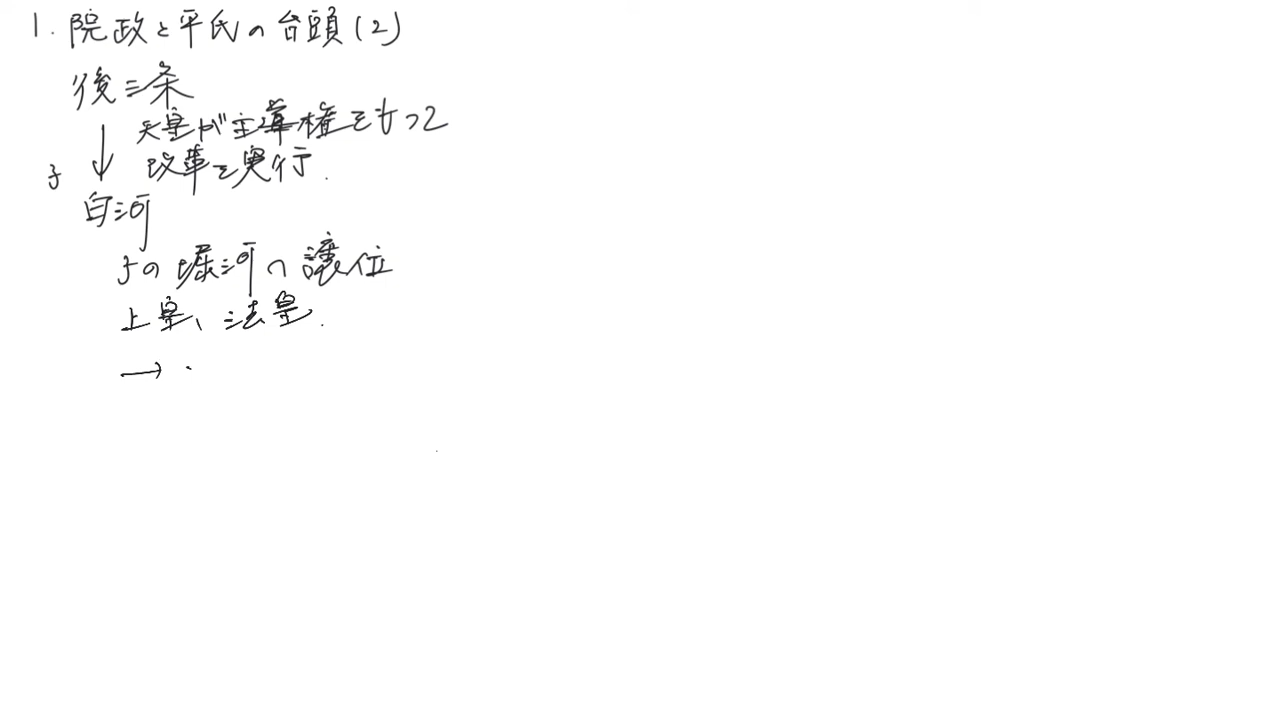 1. 院政と平氏の台頭(2)
後三条
↓ 天皇が主導権をもって
子 改革を実行.
白河
子の堀河へ譲位
上皇、法皇.
→